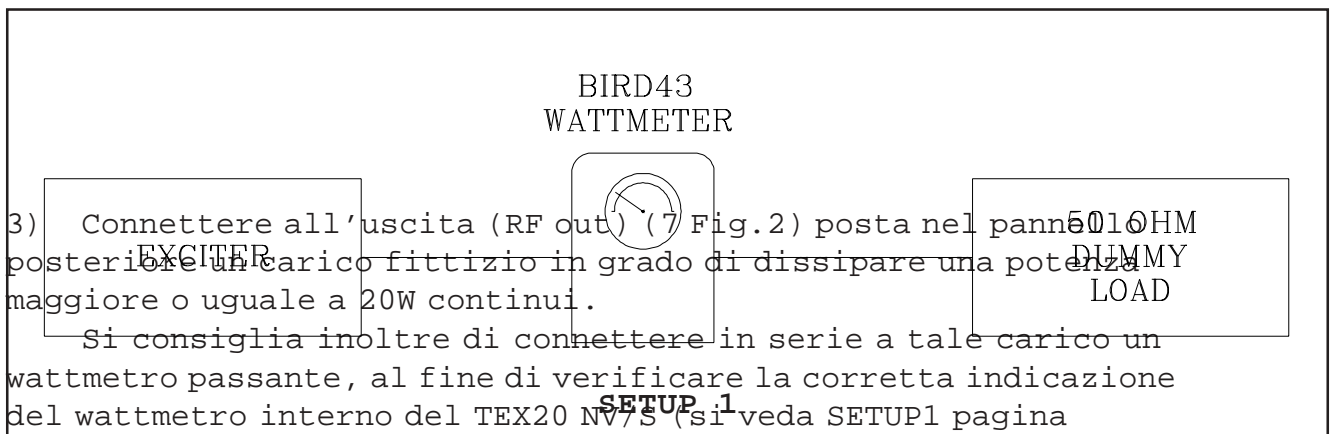 BIRD43
WATTMETER
EXCITER
50 OHM
DUMMY
LOAD
3) Connettere all'uscita (RF out) (7 Fig.2) posta nel pannello
posteriore un carico fittizio in grado di dissipare una potenza
maggiore o uguale a 20W continui.
Si consiglia inoltre di connettere in serie a tale carico un
wattmetro passante, al fine di verificare la corretta indicazione
del wattmetro interno del TEX20 NV/S (si veda SETUP1 pagina
SETUP 1